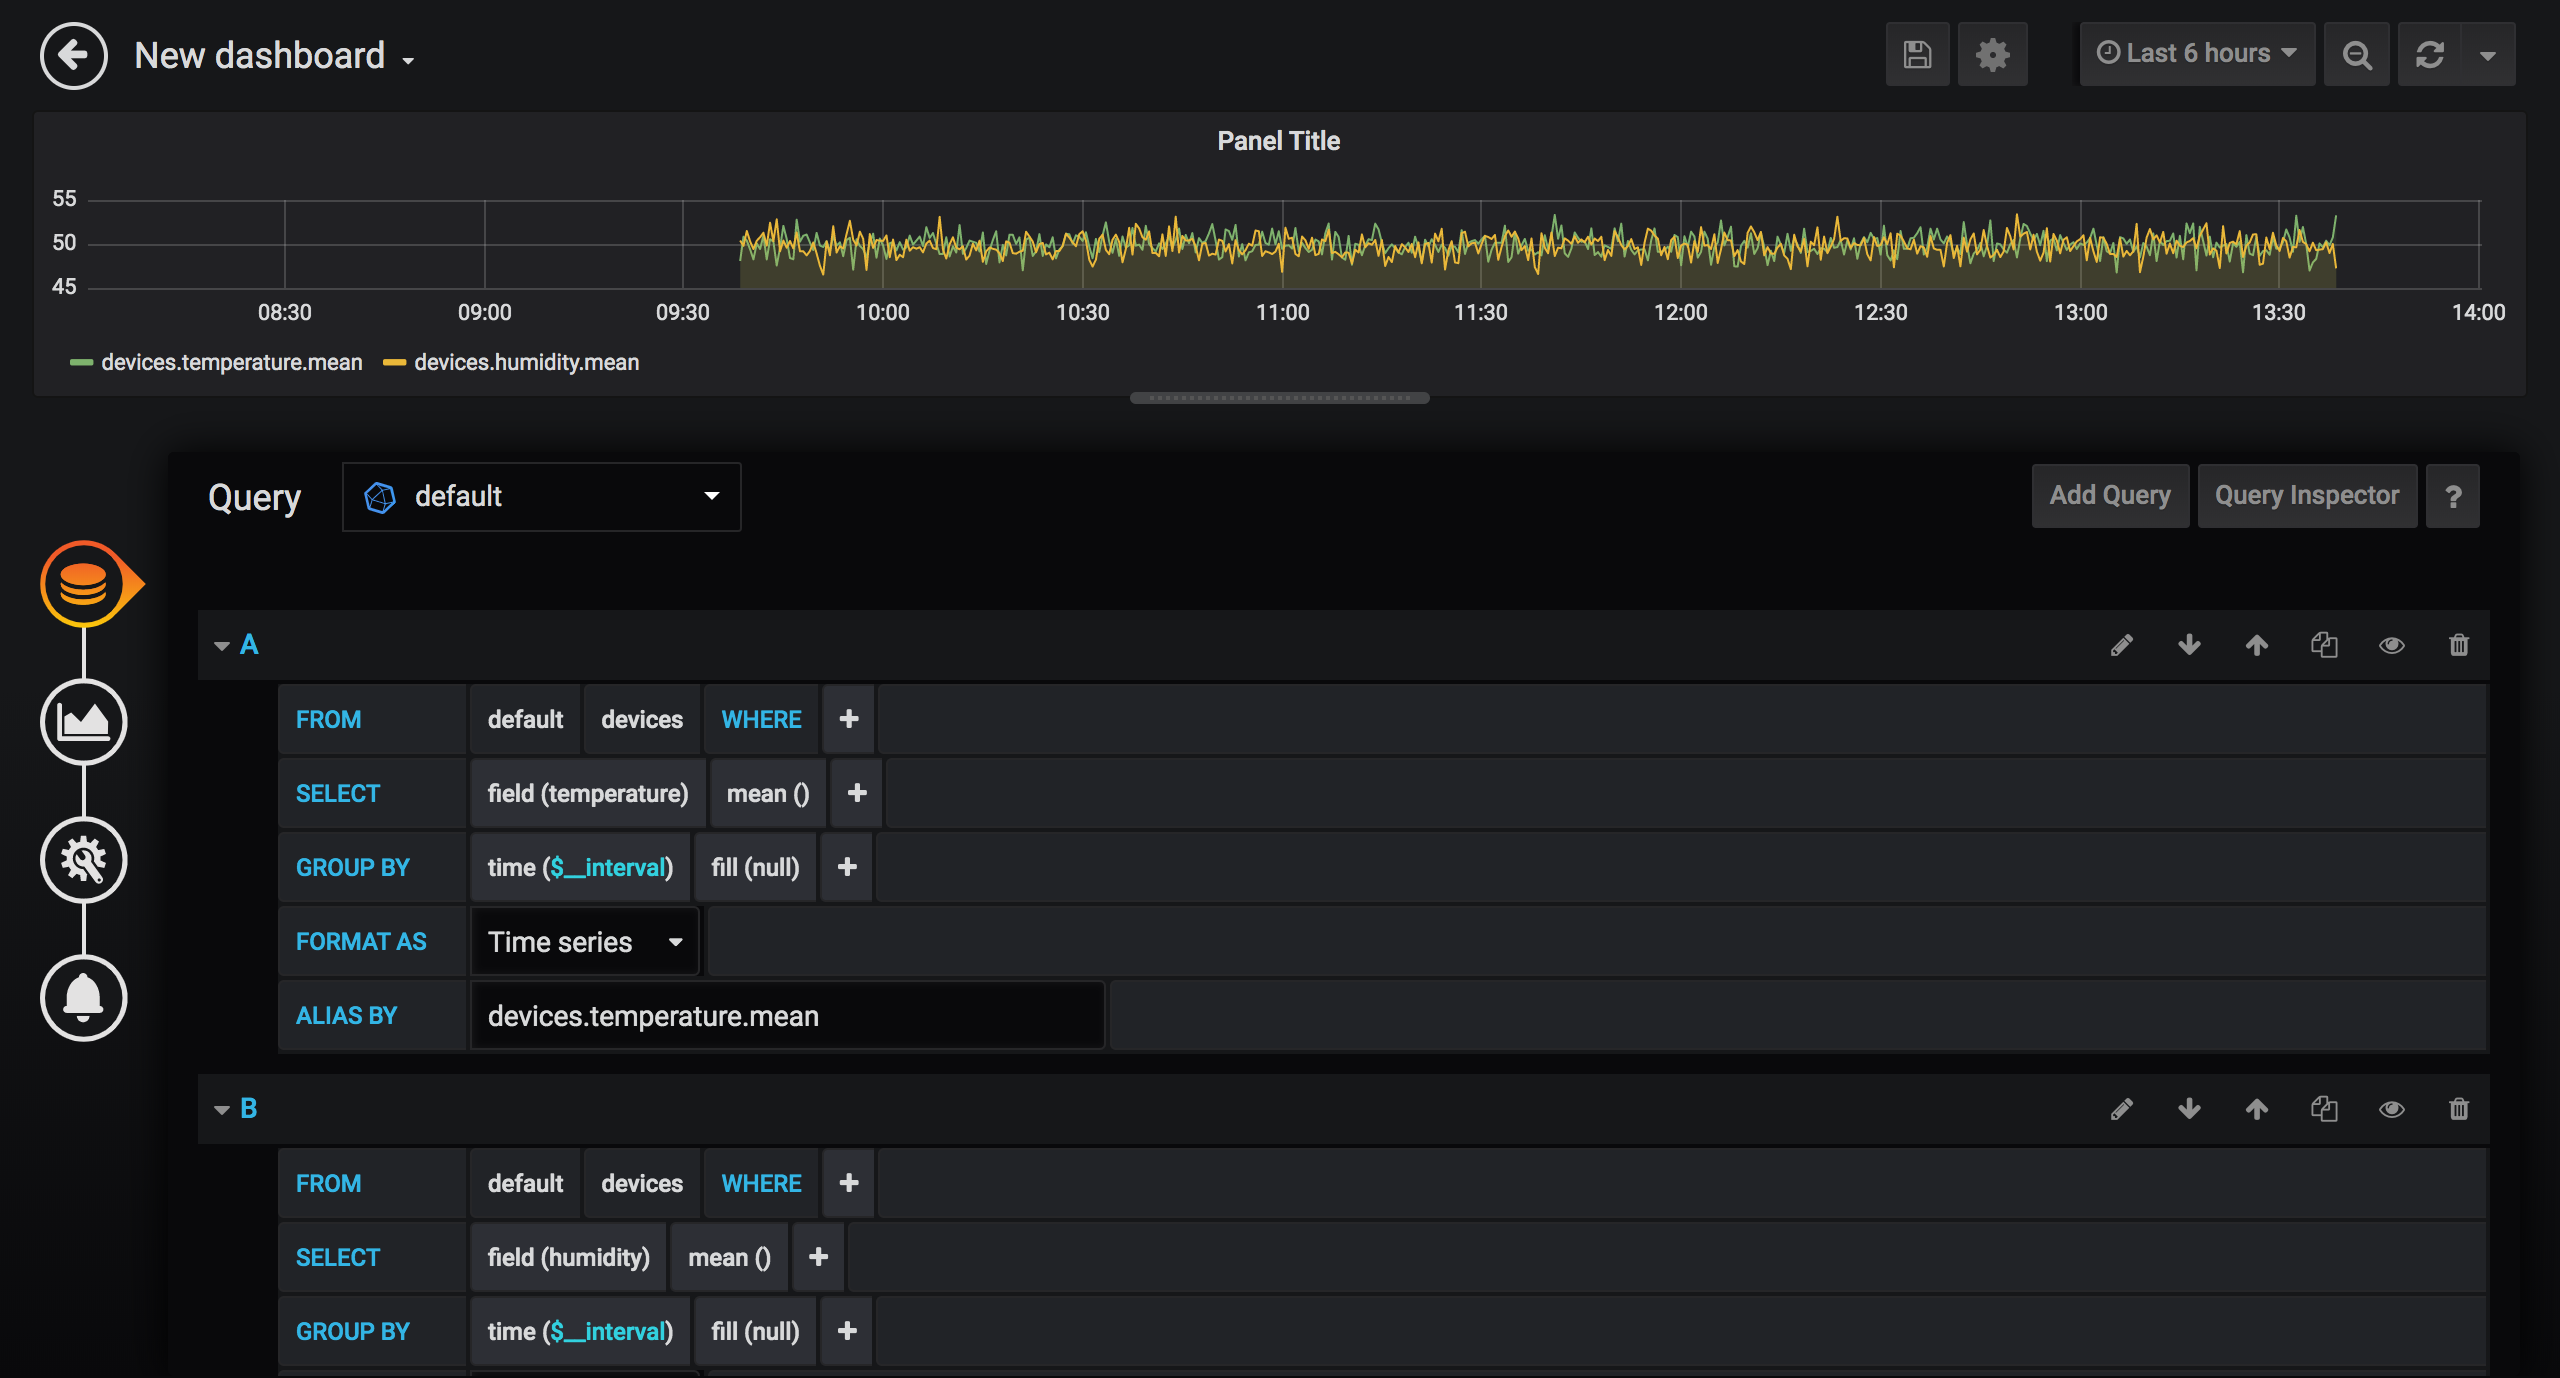 New dashboard
Last 6 hours
Panel Title
55
50
45
08:30 09:00 09:30 10:00 10:30 11:00 11:30 12:00 12:30 13:00 13:30 14:00
devices.temperature.mean devices.humidity.mean
Query default Add Query Query Inspector ?
A
FROM default devices WHERE +
SELECT field (temperature) mean () +
GROUP BY time ($__interval) fill (null) +
FORMAT AS Time series
ALIAS BY devices.temperature.mean
B
FROM default devices WHERE +
SELECT field (humidity) mean () +
GROUP BY time ($__interval) fill (null) +